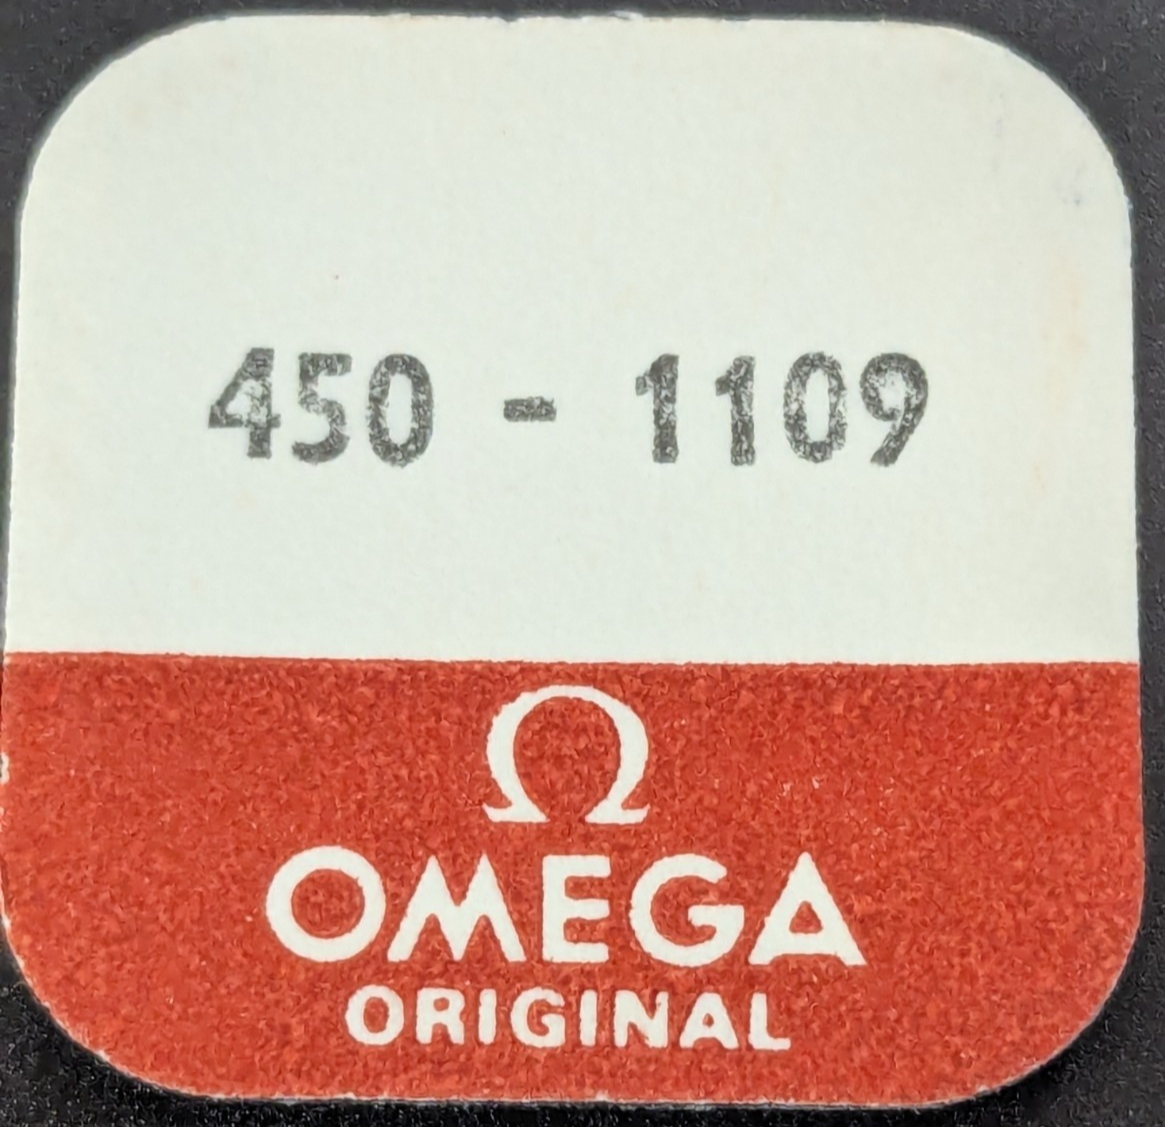 450 - 1109
Ω
OMEGA
ORIGINAL